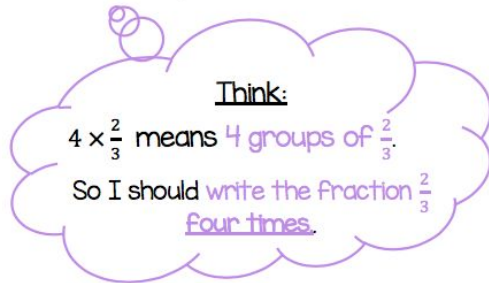 Think:
4 × 2/3 means 4 groups of 2/3.
So I should write the fraction 2/3
four times.